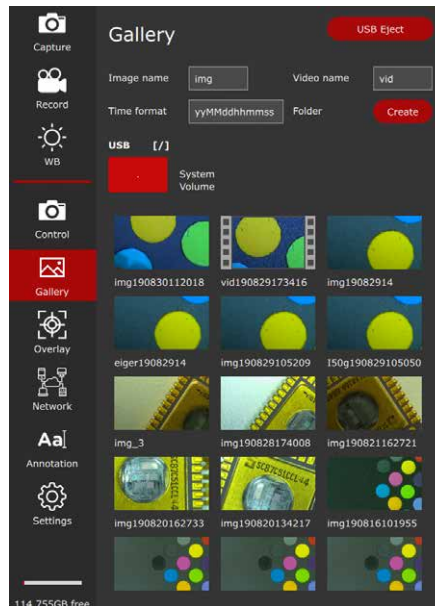 Capture
Record
WB
Control
Gallery
Overlay
Network
Aa
Annotation
Settings
114.755GB free
Gallery
USB Eject
Image name img Video name vid
Time format yyMMddhhmmss Folder Create
USB [/]
System
Volume
img190830112018 vid190829173416 img19082914
eiger19082914 img190829105209 I50g190829105050
img_3 img190828174008 img190821162721
img190820162733 img190820134217 img190816101955